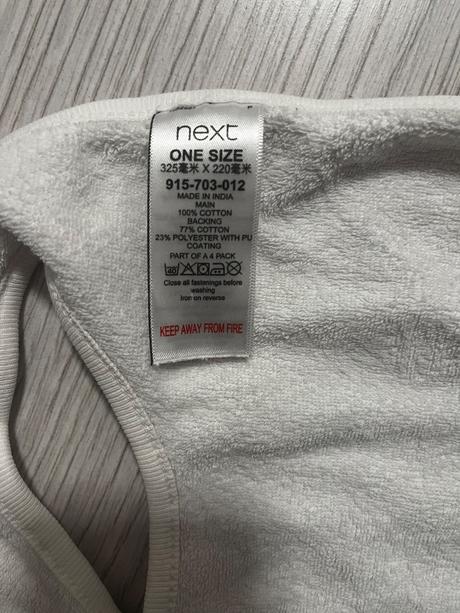 next
ONE SIZE
325毫米 X 220毫米
915-703-012
MADE IN INDIA
MAIN
100% COTTON
BACKING
77% COTTON
23% POLYESTER WITH PU
COATING
PART OF A 4 PACK
40
Close all fastenings before
washing
Iron on reverse
KEEP AWAY FROM FIRE